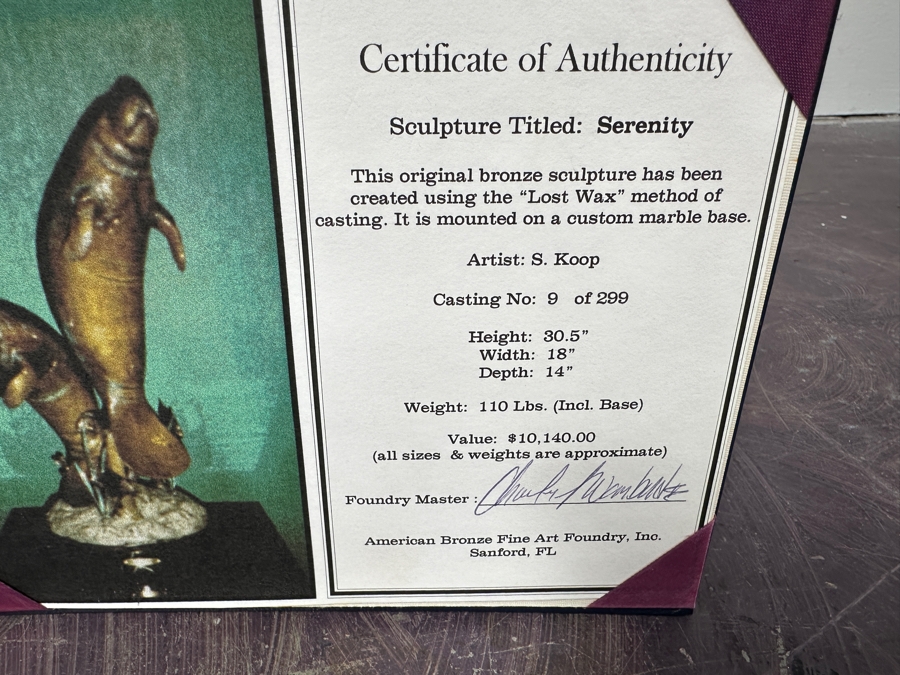 Certificate of Authenticity
Sculpture Titled: Serenity
This original bronze sculpture has been
created using the “Lost Wax” method of
casting. It is mounted on a custom marble base.
Artist: S. Koop
Casting No: 9 of 299
Height: 30.5”
Width: 18”
Depth: 14”
Weight: 110 Lbs. (Incl. Base)
Value: $10,140.00
(all sizes & weights are approximate)
Foundry Master :
American Bronze Fine Art Foundry, Inc.
Sanford, FL